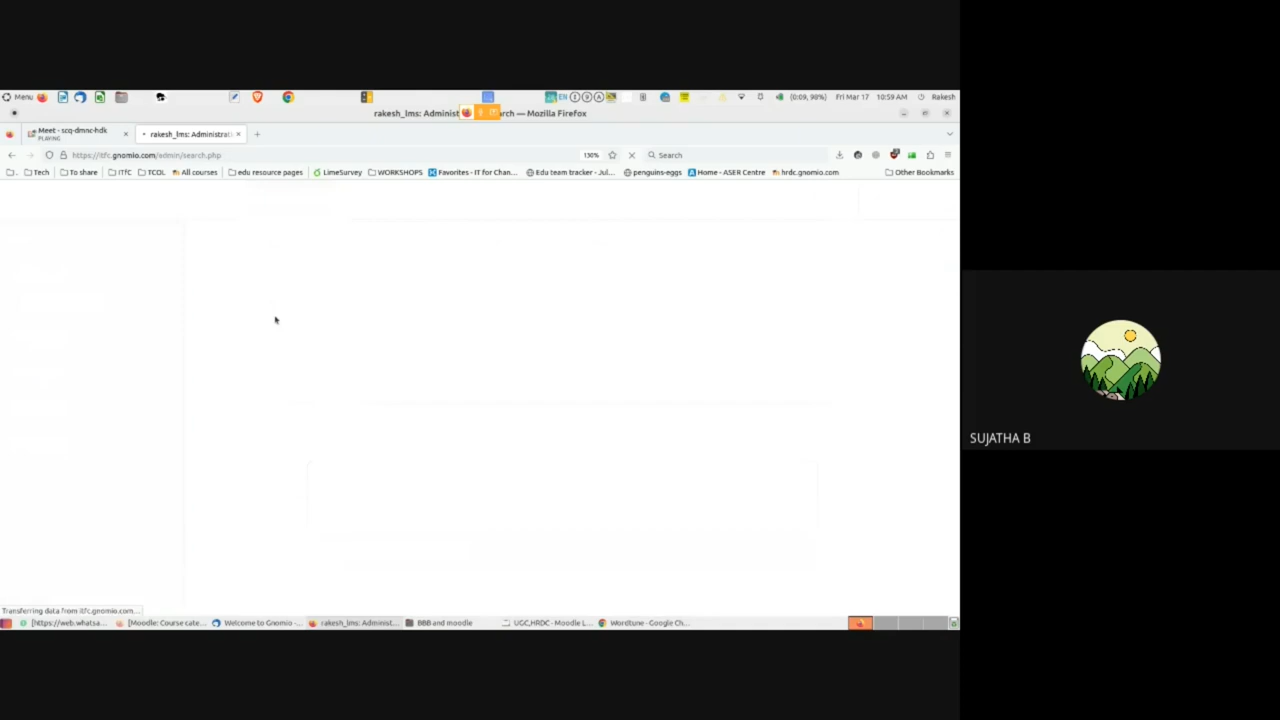 Menu
EN
(0:09, 98%)
Fri Mar 17
10:59 AM
Rakesh
rakesh_lms: Administ
rch — Mozilla Firefox
Meet - scq-dmnc-hdk
PLAYING
rakesh_lms: Administrati
https://itfc.gnomio.com/admin/search.php
130%
Search
Tech
To share
ITfC
TCOL
All courses
edu resource pages
LimeSurvey
WORKSHOPS
Favorites - IT for Chan...
Edu team tracker - Jul...
penguins-eggs
Home - ASER Centre
hrdc.gnomio.com
Other Bookmarks
SUJATHA B
Transferring data from itfc.gnomio.com...
[https://web.whatsa...
[Moodle: Course cate...
Welcome to Gnomio -...
rakesh_lms: Administ...
BBB and moodle
UGC,HRDC - Moodle L...
Wordtune - Google Ch...